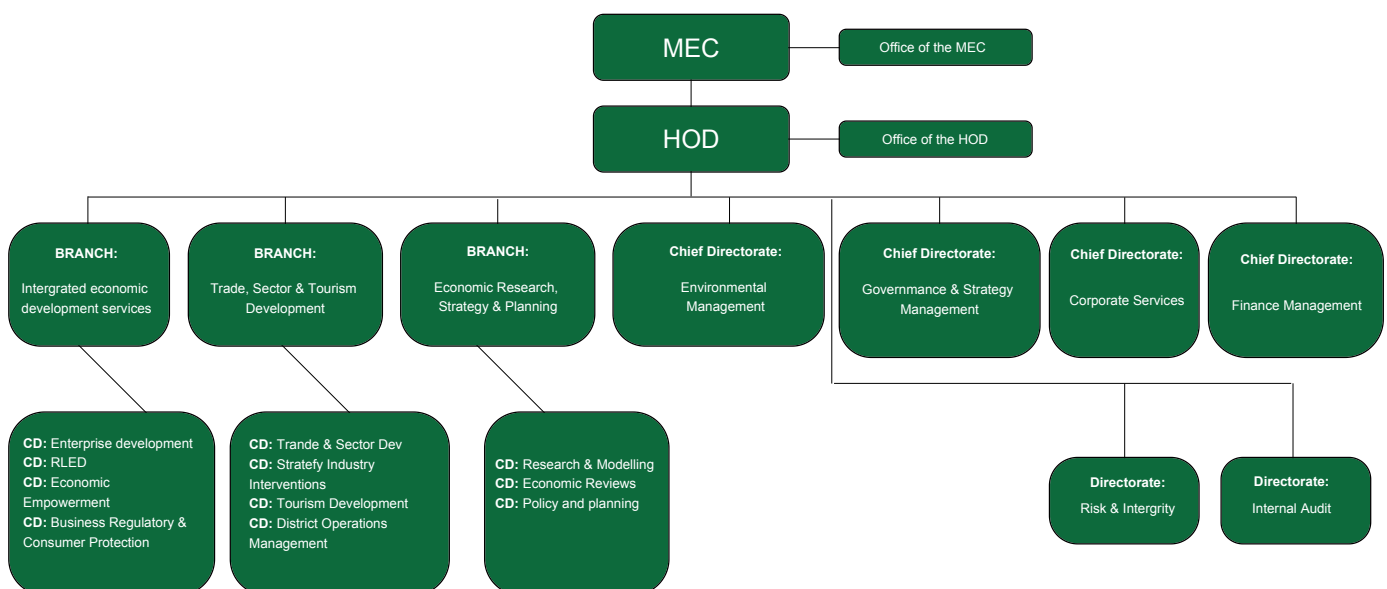 MEC
Office of the MEC
HOD
Office of the HOD
BRANCH:
Intergrated economic
development services
BRANCH:
Trade, Sector & Tourism
Development
BRANCH:
Economic Research,
Strategy & Planning
Chief Directorate:
Environmental
Management
Chief Directorate:
Governmance & Strategy
Management
Chief Directorate:
Corporate Services
Chief Directorate:
Finance Management
CD: Enterprise development
CD: RLED
CD: Economic
Empowerment
CD: Business Regulatory &
Consumer Protection
CD: Trande & Sector Dev
CD: Stratefy Industry
Interventions
CD: Tourism Development
CD: District Operations
Management
CD: Research & Modelling
CD: Economic Reviews
CD: Policy and planning
Directorate:
Risk & Intergrity
Directorate:
Internal Audit